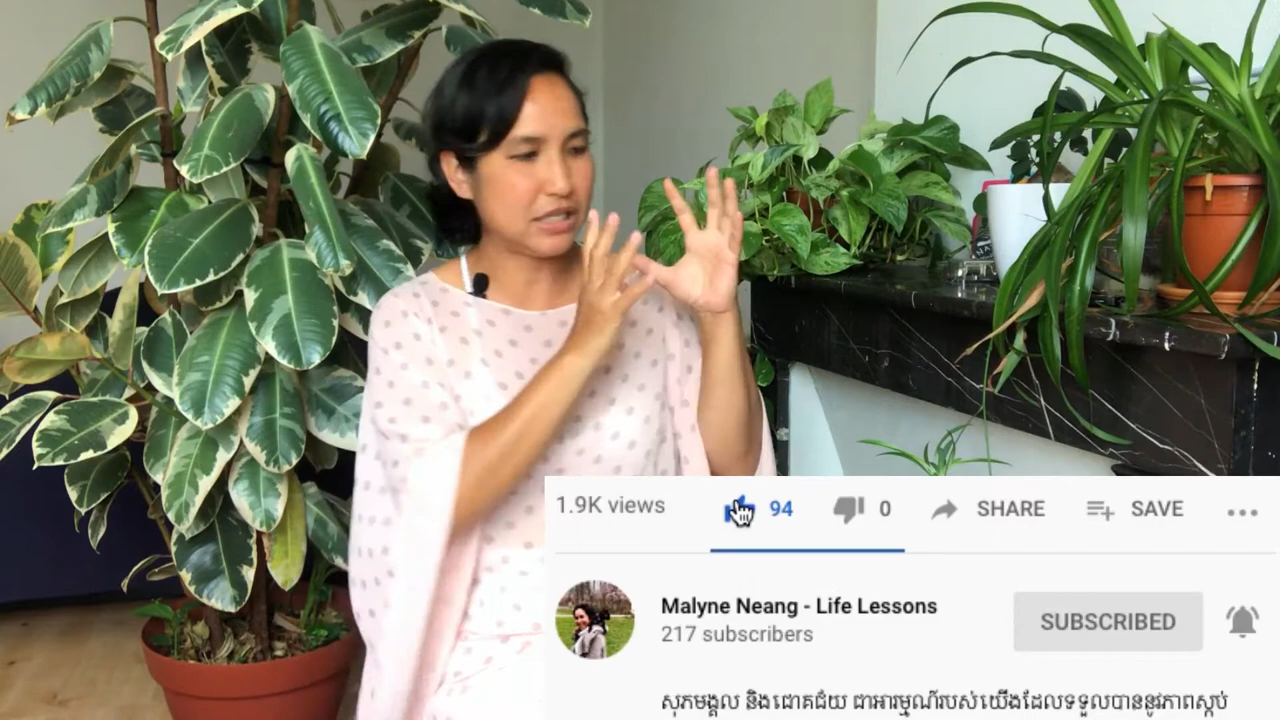 1.9K views 94 0 SHARE SAVE
Malyne Neang - Life Lessons
217 subscribers
SUBSCRIBED
សុភមង្គល និងជោគជ័យ ជាអារម្មណ៍របស់យើងដែលទទួលបាននូវភាពស្កប់